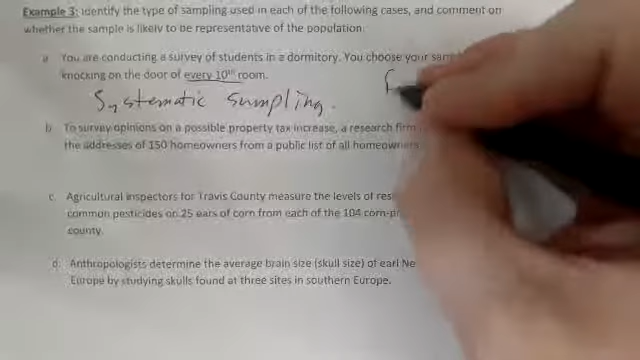 Example 3: Identify the type of sampling used in each of the following cases, and comment on
whether the sample is likely to be representative of the population.
a. You are conducting a survey of students in a dormitory. You choose your
knocking on the door of every 10th room.
Systematic Sampling.
b. To survey opinions on a possible property tax increase, a research firm
the addresses of 150 homeowners from a public list of all homeowners
c. Agricultural inspectors for Travis County measure the levels of
common pesticides on 25 ears of corn from each of the 104
county.
d. Anthropologists determine the average brain size (skull size) of earl
Europe by studying skulls found at three sites in southern Europe.